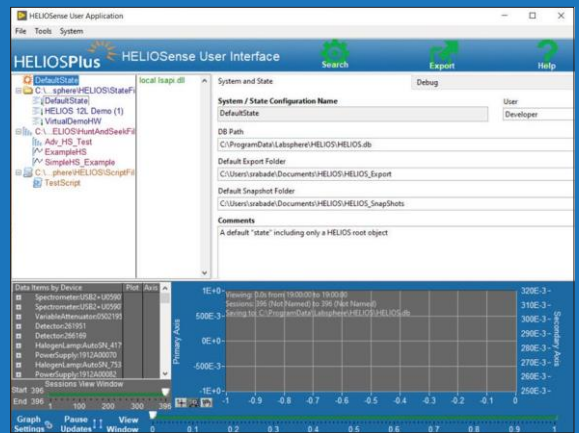 HELIOSense User Application
File Tools System
HELIOSPlus HELIOSense User Interface
Search
Export
Help
DefaultState
C:\...sphere\HELIOS\StateFi
DefaultState
HELIOS 12L Demo (1)
VirtualDemoHW
C:\...ELIOS\HuntAndSeekFil
Adv_HS_Test
ExampleHS
SimpleHS_Example
C:\...phere\HELIOS\ScriptFil
TestScript
local lsapi.dll
System and State
Debug
System / State Configuration Name
User
DefaultState
Developer
DB Path
C:\ProgramData\Labsphere\HELIOS\HELIOS.db
Default Export Folder
C:\Users\srabade\Documents\HELIOS\HELIOS_Export
Default Snapshot Folder
C:\Users\srabade\Documents\HELIOS\HELIOS_SnapShots
Comments
A default "state" including only a HELIOS root object
Data Items by Device Plot Axis
Spectrometer:USB2+U0590
Spectrometer:USB2+U0590
VariableAttenuator:0502195
Detector:261951
Detector:266169
HalogenLamp:AutoSN_417
PowerSupply:1912A00070
HalogenLamp:AutoSN_753
PowerSupply:1912A00082
Sessions View Window
Start 396
End 396
1 100 200 300 396
Primary Axis
1E+0
500E-3
0E+0
-500E-3
-1E+0
Viewing: 0.0s from 19:00:00 to 19:00:00
Sessions: 396 (Not Named) to 396 (Not Named)
Saving to: C:\ProgramData\Labsphere\HELIOS\HELIOS.db
320E-3
310E-3
300E-3
290E-3
280E-3
270E-3
260E-3
250E-3
Secondary Axis
-1 -0.9 -0.8 -0.7 -0.6 -0.5 -0.4 -0.3 -0.2 -0.1 0
Graph Settings
Pause Updates
View Window
0 0.1 0.2 0.3 0.4 0.5 0.6 0.7 0.8 0.9 1